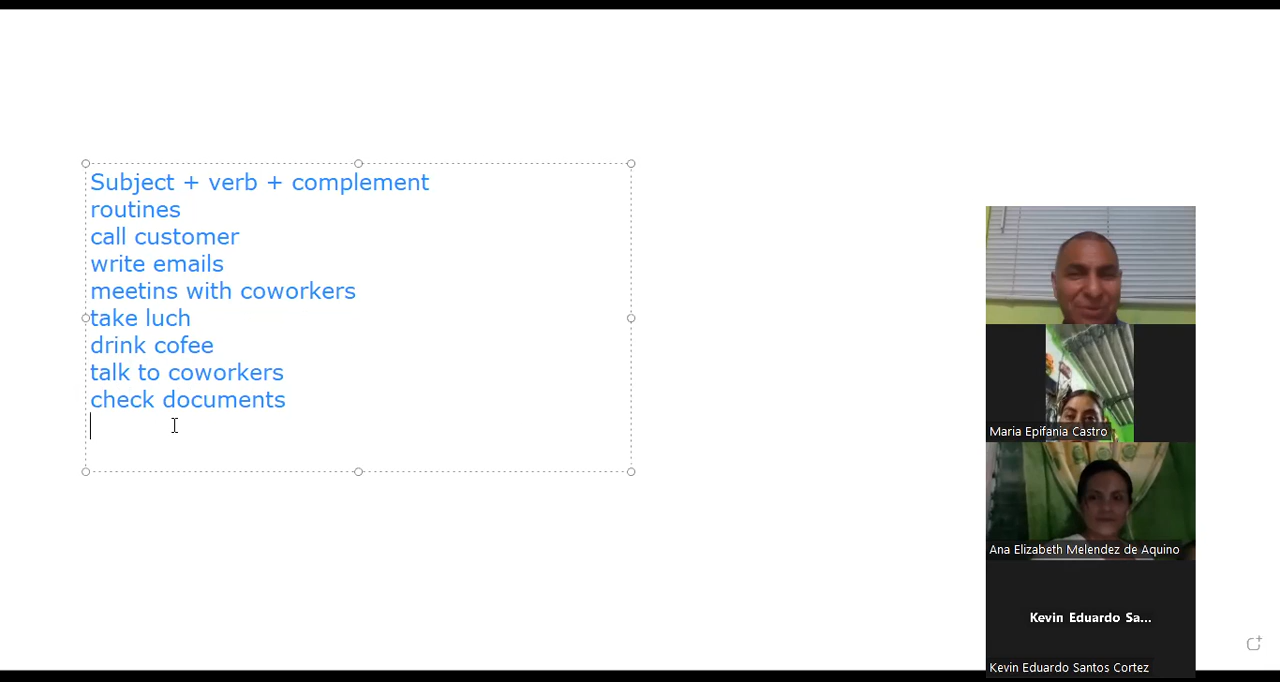 Subject + verb + complement
routines
call customer
write emails
meetins with coworkers
take luch
drink cofee
talk to coworkers
check documents
Maria Epifania Castro
Ana Elizabeth Melendez de Aquino
Kevin Eduardo Sa...
Kevin Eduardo Santos Cortez